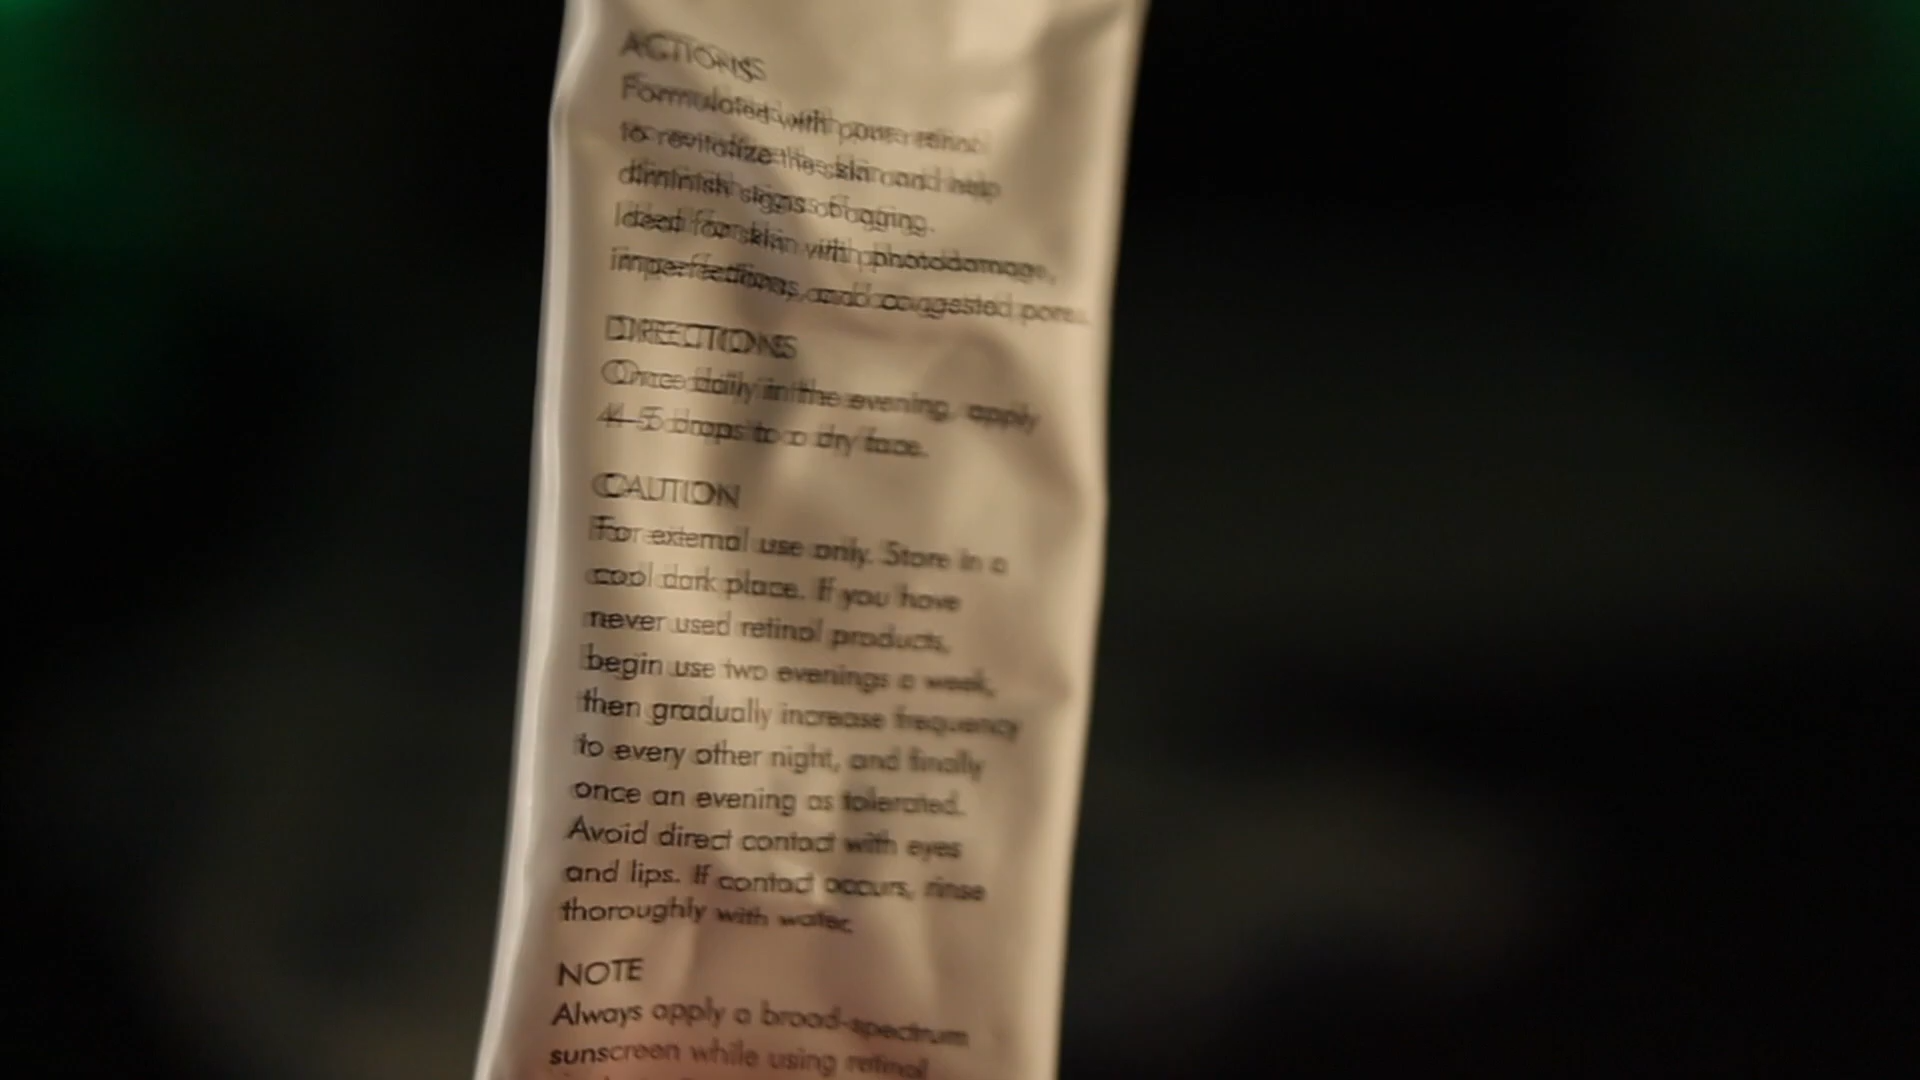 ACTIONS
Formulated with pure retinol
to revitalize the skin and help
diminish signs of aging.
Ideal for skin with photodamage,
imperfections, and congested pores.
DIRECTIONS
Once daily in the evening, apply
4-5 drops to a dry face.
CAUTION
For external use only. Store in a
cool dark place. If you have
never used retinol products,
begin use two evenings a week,
then gradually increase frequency
to every other night, and finally
once an evening as tolerated.
Avoid direct contact with eyes
and lips. If contact occurs, rinse
thoroughly with water.
NOTE
Always apply a broad-spectrum
sunscreen while using retinol